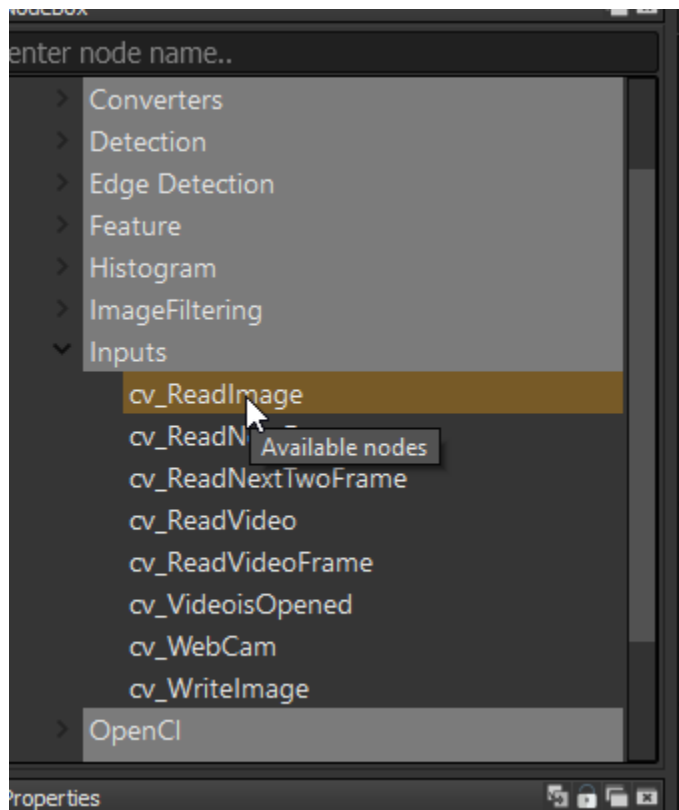 enter node name..
Converters
Detection
Edge Detection
Feature
Histogram
ImageFiltering
Inputs
cv_ReadImage
Available nodes
cv_ReadNextTwoFrame
cv_ReadVideo
cv_ReadVideoFrame
cv_VideoisOpened
cv_WebCam
cv_WriteImage
OpenCl
Properties